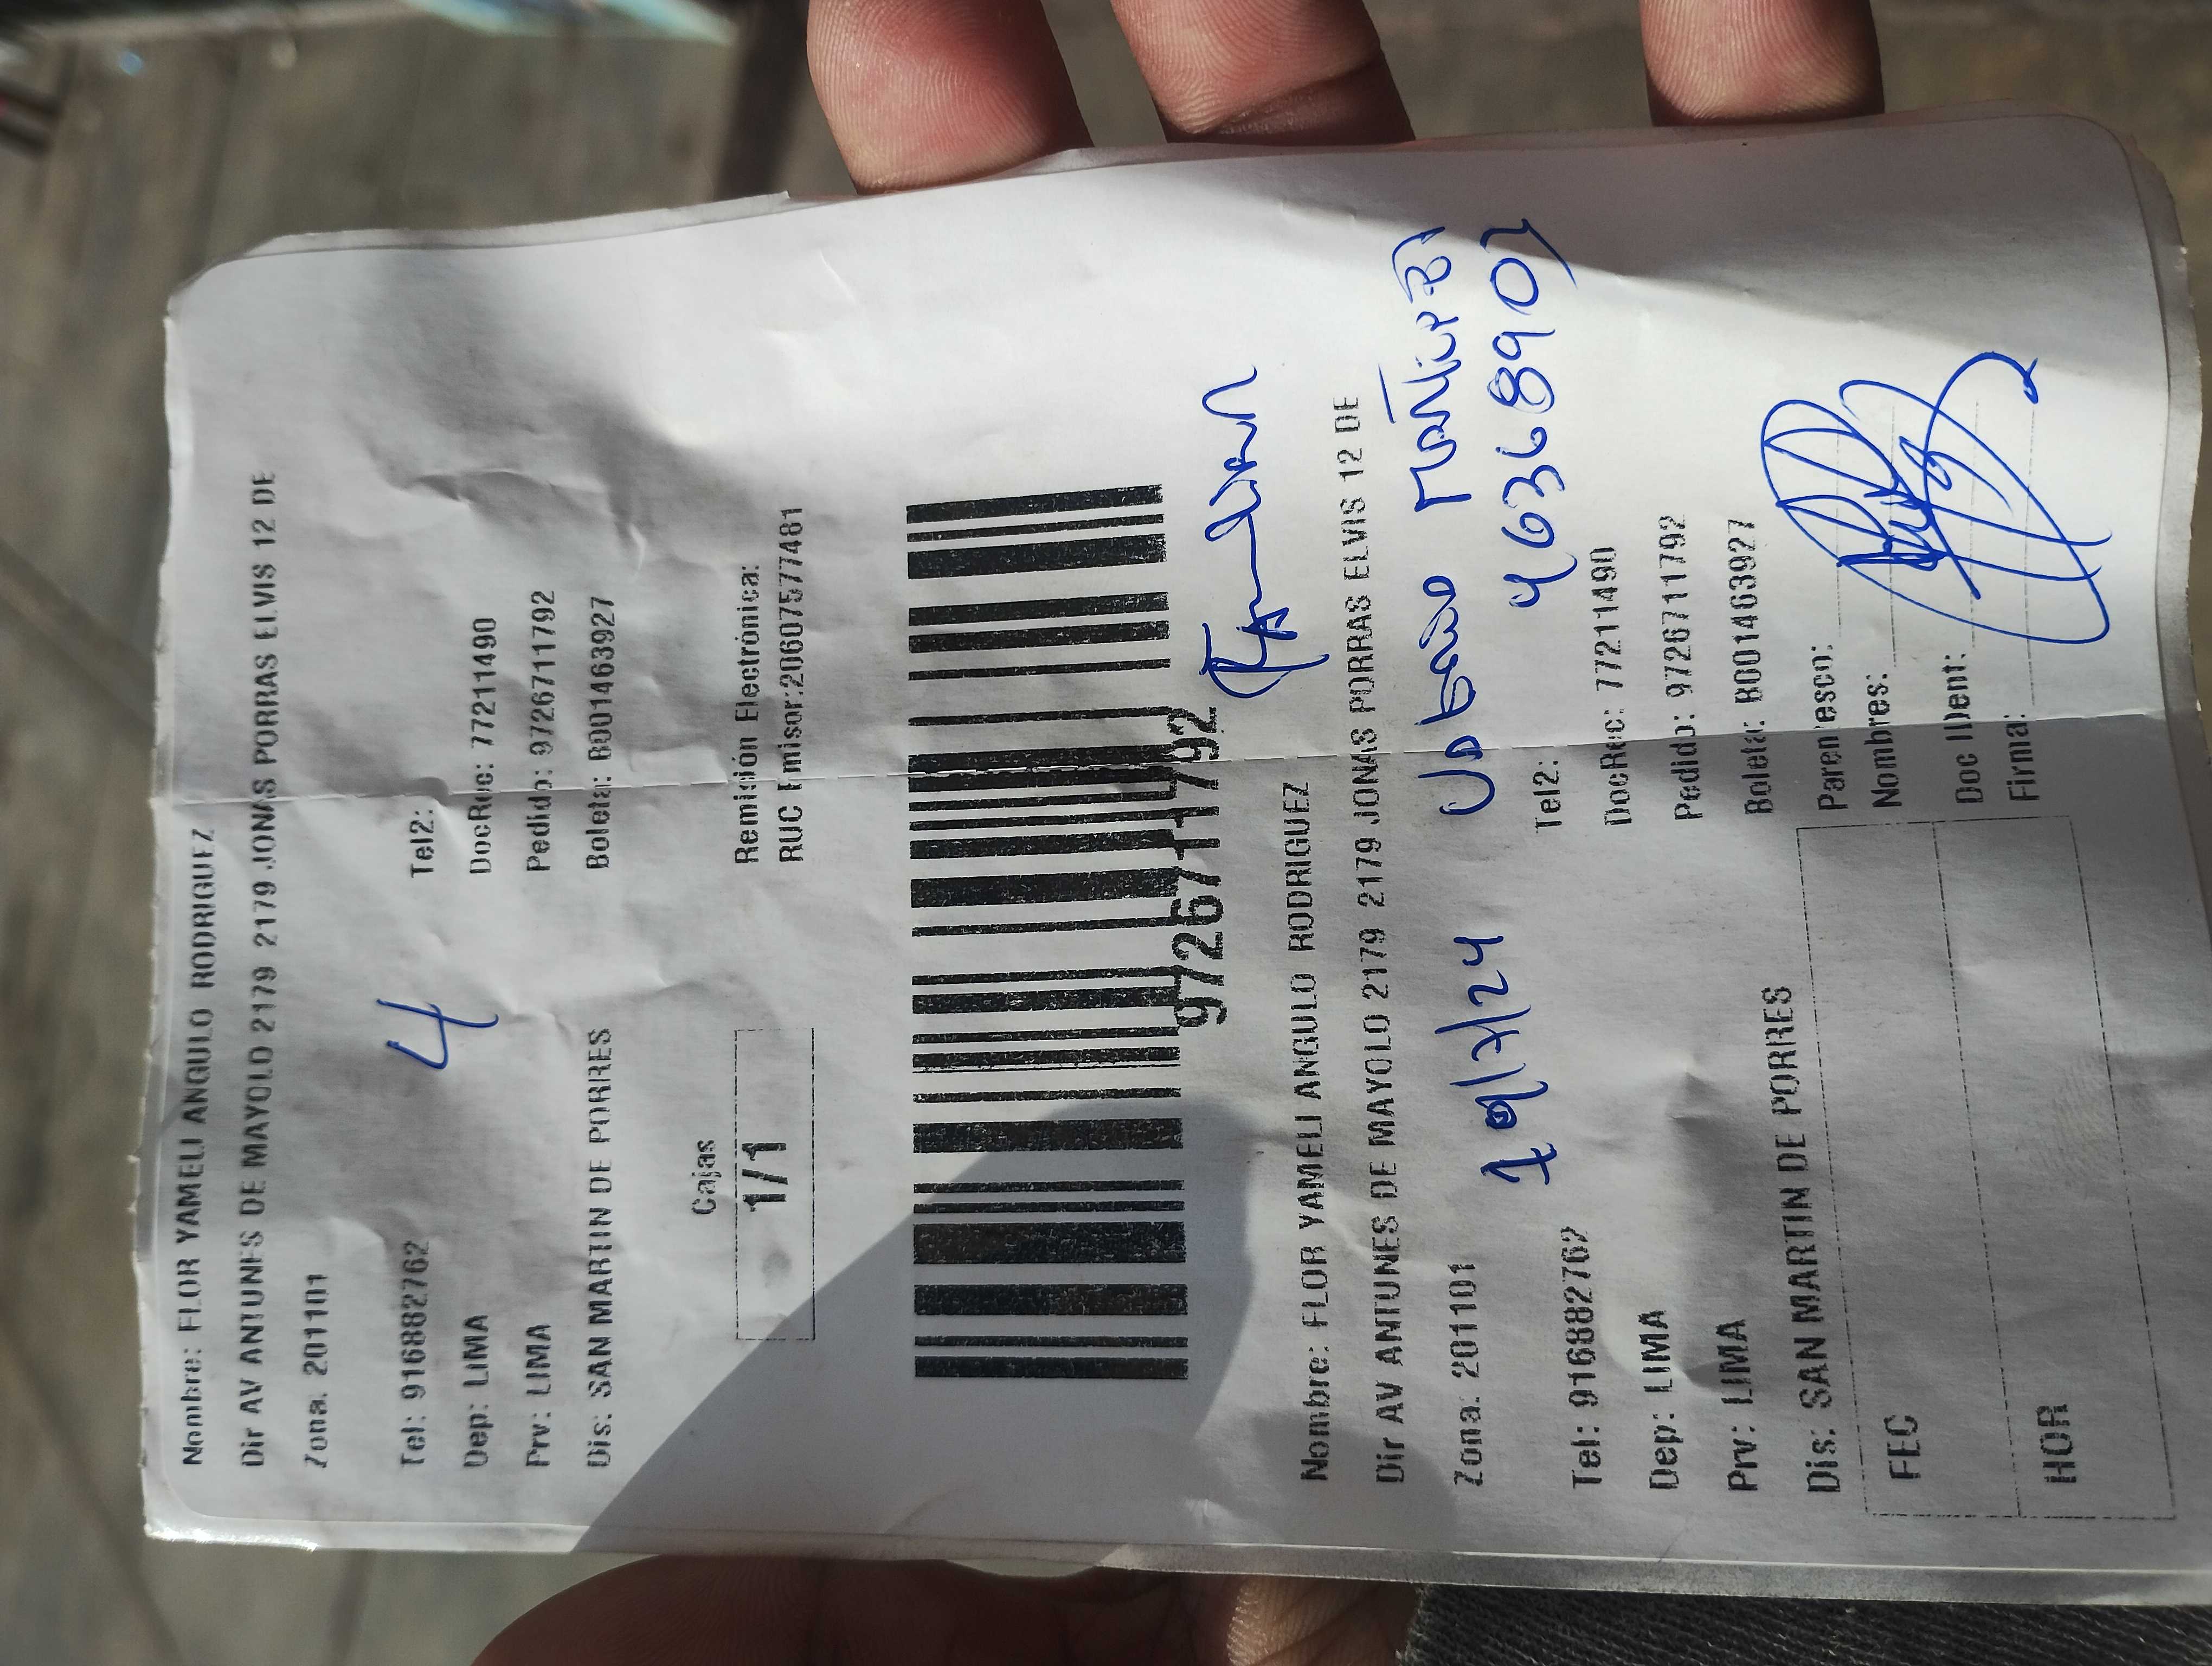 Nombre: FLOR YAMELI ANGULO RODRIGUEZ
Dir AV ANTUNES DE MAYOLO 2179 2179 JONAS PORRAS ELVIS 12 DE
Zona. 201101
4
Tel: 916882762 Tel2:
Dep: LIMA DocRec: 77211490
Prv: LIMA Pedido: 9726711792
Dis: SAN MARTIN DE PORRES Boleta: B001463927
Cajas
1/1
Remisión Electrónica:
RUC Emisor:20607577481
9726711792
Nombre: FLOR YAMELI ANGULO RODRIGUEZ
Dir AV ANTUNES DE MAYOLO 2179 2179 JONAS PORRAS ELVIS 12 DE
Zona. 201101
19/7/24
46368907
Tel: 916882762 Tel2:
Dep: LIMA DocRec: 77211490
Prv: LIMA Pedido: 9726711792
Dis: SAN MARTIN DE PORRES Boleta: B001463927
FEC
HOR
Parentesco:
Nombres:
Doc Ident:
Firma: